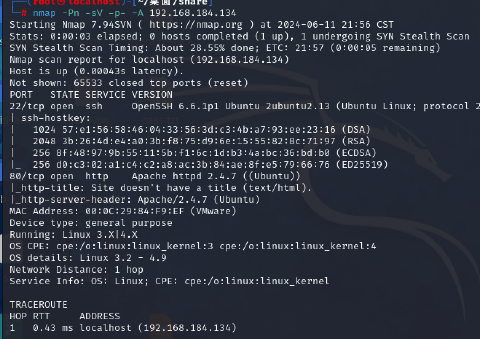 (root㉿localhost)-[~/桌面/share]
# nmap -Pn -sV -p- -A 192.168.184.134
Starting Nmap 7.94SVN ( https://nmap.org ) at 2024-06-11 21:56 CST
Stats: 0:00:03 elapsed; 0 hosts completed (1 up), 1 undergoing SYN Stealth Scan
SYN Stealth Scan Timing: About 28.55% done; ETC: 21:57 (0:00:05 remaining)
Nmap scan report for localhost (192.168.184.134)
Host is up (0.00043s latency).
Not shown: 65533 closed tcp ports (reset)
PORT   STATE SERVICE VERSION
22/tcp open  ssh     OpenSSH 6.6.1p1 Ubuntu 2ubuntu2.13 (Ubuntu Linux; protocol 2
| ssh-hostkey:
|   1024 57:e1:56:58:46:04:33:56:3d:c3:4b:a7:93:ee:23:16 (DSA)
|   2048 3b:26:4d:e4:a0:3b:f8:75:d9:6e:15:55:82:8c:71:97 (RSA)
|   256 8f:48:97:9b:55:11:5b:f1:6c:1d:b3:4a:bc:36:bd:b0 (ECDSA)
|_  256 d0:c3:02:a1:c4:c2:a8:ac:3b:84:ae:8f:e5:79:66:76 (ED25519)
80/tcp open  http    Apache httpd 2.4.7 ((Ubuntu))
|_http-title: Site doesn't have a title (text/html).
|_http-server-header: Apache/2.4.7 (Ubuntu)
MAC Address: 00:0C:29:84:F9:EF (VMware)
Device type: general purpose
Running: Linux 3.X|4.X
OS CPE: cpe:/o:linux:linux_kernel:3 cpe:/o:linux:linux_kernel:4
OS details: Linux 3.2 - 4.9
Network Distance: 1 hop
Service Info: OS: Linux; CPE: cpe:/o:linux:linux_kernel
TRACEROUTE
HOP RTT     ADDRESS
1   0.43 ms localhost (192.168.184.134)